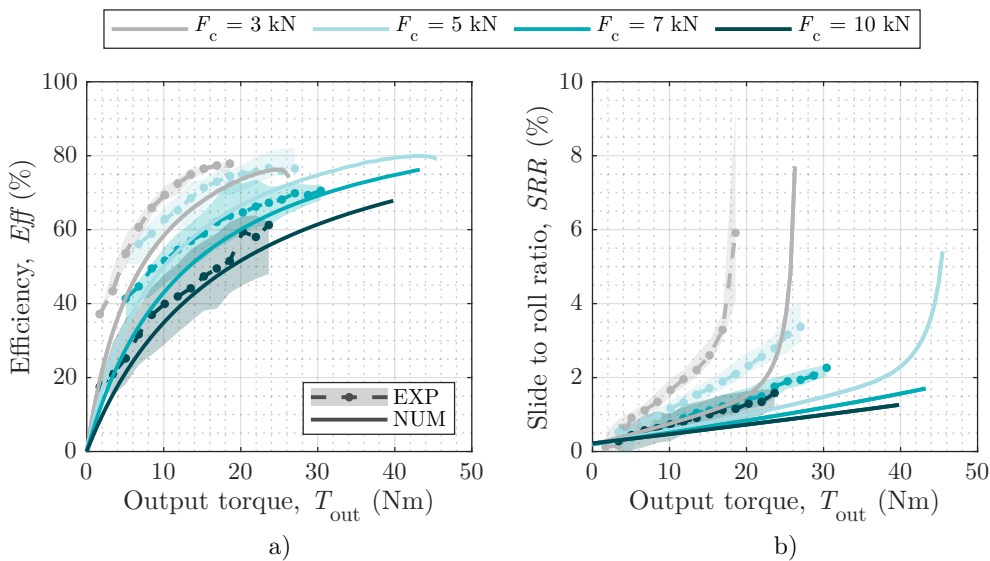 F_c = 3 kN F_c = 5 kN F_c = 7 kN F_c = 10 kN
100
80
60
40
20
0
Efficiency, Eff (%)
EXP
NUM
0 10 20 30 40 50
Output torque, T_out (Nm)
a)
10
8
6
4
2
0
Slide to roll ratio, SRR (%)
0 10 20 30 40 50
Output torque, T_out (Nm)
b)